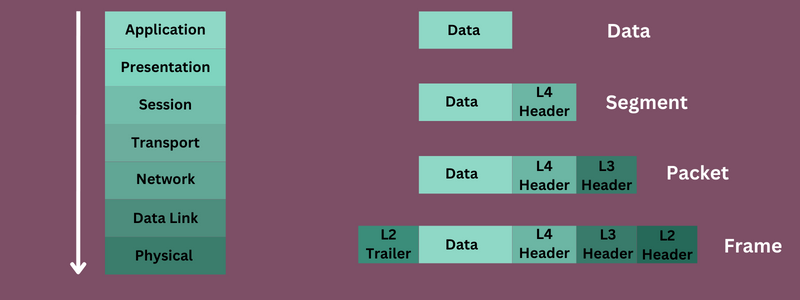 Application
Presentation
Session
Transport
Network
Data Link
Physical
Data
Data
Data
L4
Header
Segment
Data
L4
Header
L3
Header
Packet
L2
Trailer
Data
L4
Header
L3
Header
L2
Header
Frame